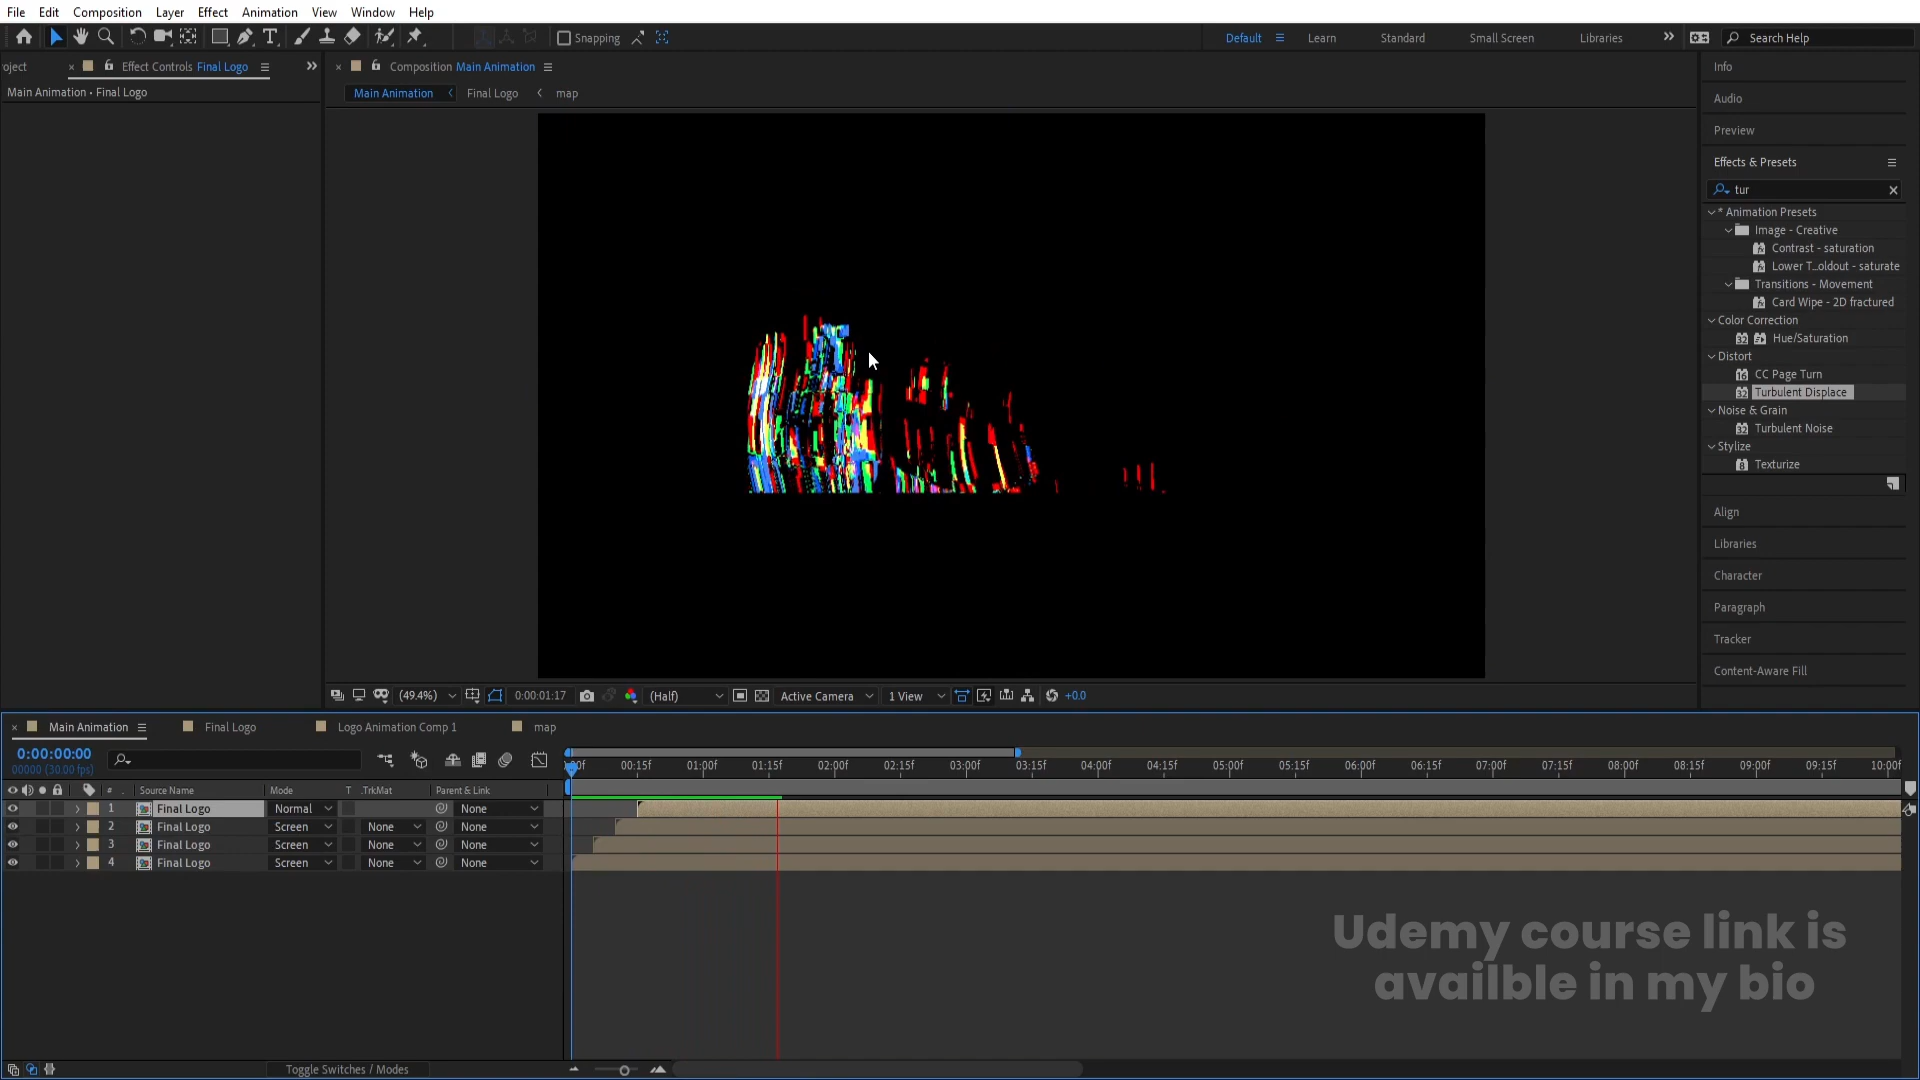 File Edit Composition Layer Effect Animation View Window Help
Snapping
Default Learn Standard Small Screen Libraries Search Help
oject Effect Controls Final Logo
Main Animation • Final Logo
Composition Main Animation
Main Animation Final Logo map
Info
Audio
Preview
Effects & Presets
tur
* Animation Presets
Image - Creative
Contrast - saturation
Lower T...oldout - saturate
Transitions - Movement
Card Wipe - 2D fractured
Color Correction
32 Hue/Saturation
Distort
16 CC Page Turn
32 Turbulent Displace
Noise & Grain
32 Turbulent Noise
Stylize
8 Texturize
Align
Libraries
Character
Paragraph
Tracker
Content-Aware Fill
(49.4%) 0:00:01:17 (Half) Active Camera 1 View +0.0
Main Animation Final Logo Logo Animation Comp 1 map
0:00:00:00
00000 (30.00 fps)
:00f 00:15f 01:00f 01:15f 02:00f 02:15f 03:00f 03:15f 04:00f 04:15f 05:00f 05:15f 06:00f 06:15f 07:00f 07:15f 08:00f 08:15f 09:00f 09:15f 10:00f
# Source Name Mode T .TrkMat Parent & Link
1 Final Logo Normal None
2 Final Logo Screen None None
3 Final Logo Screen None None
4 Final Logo Screen None None
Udemy course link is
availble in my bio
Toggle Switches / Modes